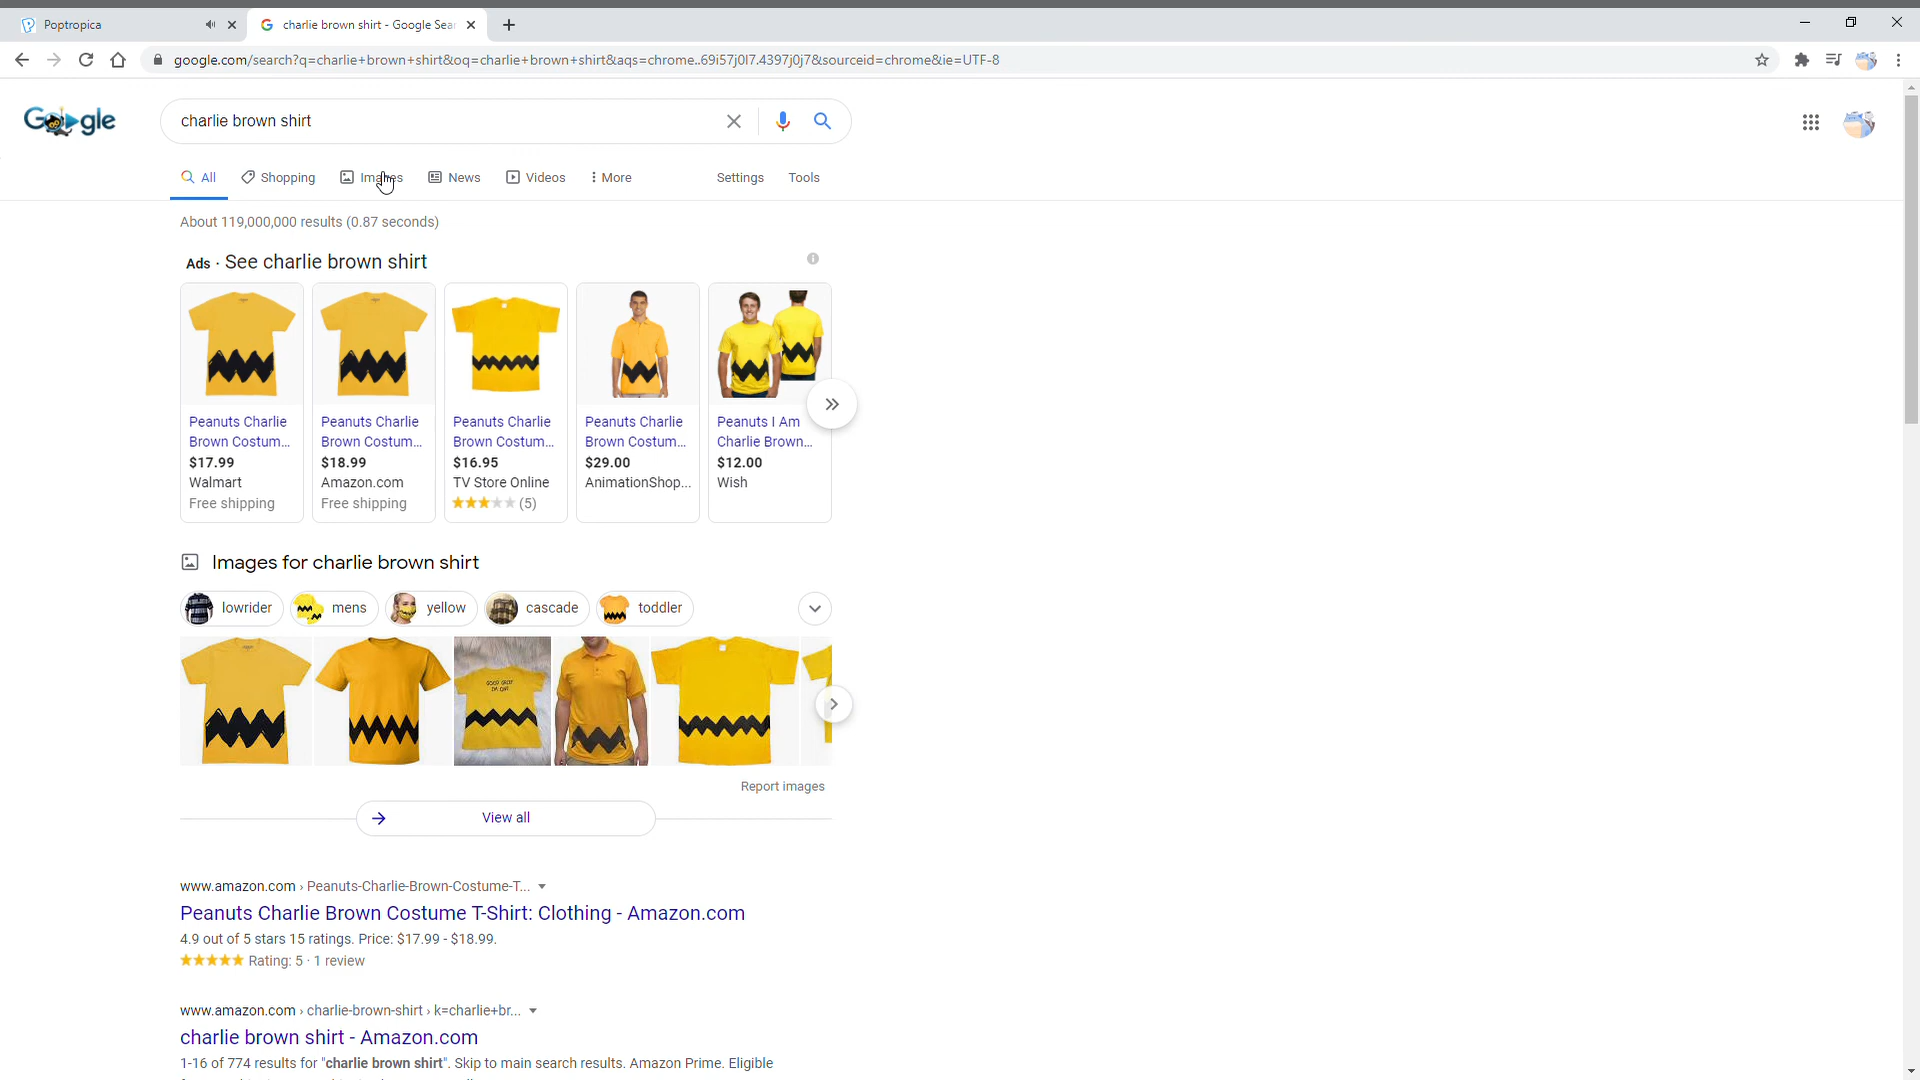 Poptropica
charlie brown shirt - Google Sear
google.com/search?q=charlie+brown+shirt&oq=charlie+brown+shirt&aqs=chrome..69i57j0l7.4397j0j7&sourceid=chrome&ie=UTF-8
Google
charlie brown shirt
All
Shopping
Images
News
Videos
More
Settings
Tools
About 119,000,000 results (0.87 seconds)
Ads · See charlie brown shirt
Peanuts Charlie
Brown Costum...
$17.99
Walmart
Free shipping
Peanuts Charlie
Brown Costum...
$18.99
Amazon.com
Free shipping
Peanuts Charlie
Brown Costum...
$16.95
TV Store Online
(5)
Peanuts Charlie
Brown Costum...
$29.00
AnimationShop...
Peanuts I Am
Charlie Brown...
$12.00
Wish
Images for charlie brown shirt
lowrider
mens
yellow
cascade
toddler
GOOD GRIEF
I'M ONE
Report images
View all
www.amazon.com › Peanuts-Charlie-Brown-Costume-T...
Peanuts Charlie Brown Costume T-Shirt: Clothing - Amazon.com
4.9 out of 5 stars 15 ratings. Price: $17.99 - $18.99.
Rating: 5 · 1 review
www.amazon.com › charlie-brown-shirt › k=charlie+br...
charlie brown shirt - Amazon.com
1-16 of 774 results for "charlie brown shirt". Skip to main search results. Amazon Prime. Eligible